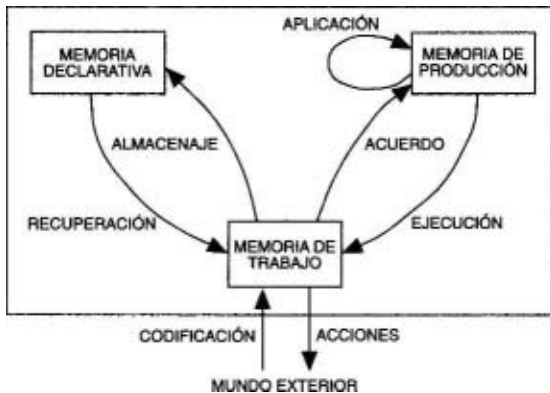 APLICACIÓN
MEMORIA
DECLARATIVA
MEMORIA DE
PRODUCCIÓN
ALMACENAJE
ACUERDO
RECUPERACIÓN
EJECUCIÓN
MEMORIA DE
TRABAJO
CODIFICACIÓN
ACCIONES
MUNDO EXTERIOR